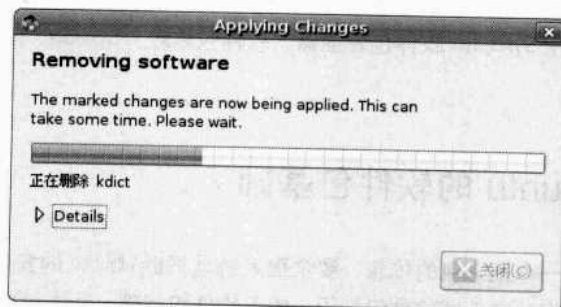 Applying Changes
Removing software
The marked changes are now being applied. This can
take some time. Please wait.
正在删除 kdict
Details
关闭(C)